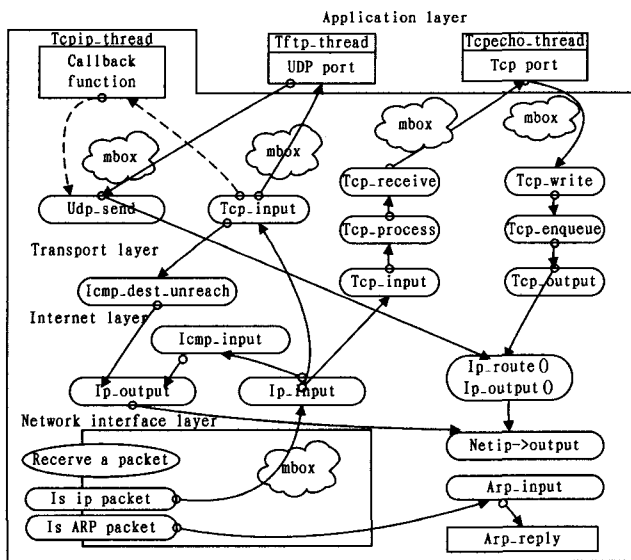 Application layer
Tcpip_thread
Callback
function
Tftp_thread
UDP port
Tcpecho_thread
Tcp port
mbox
mbox
mbox
mbox
Udp_send
Tcp_input
Tcp_receive
Tcp_write
Tcp_process
Tcp_enqueue
Transport layer
Tcp_input
Tcp_output
Icmp_dest_unreach
Internet layer
Icmp_input
Ip_route()
Ip_output()
Ip_output
Ip_input
Network interface layer
Netip->output
Recerve a packet
mbox
Is ip packet
Arp_input
Is ARP packet
Arp_reply